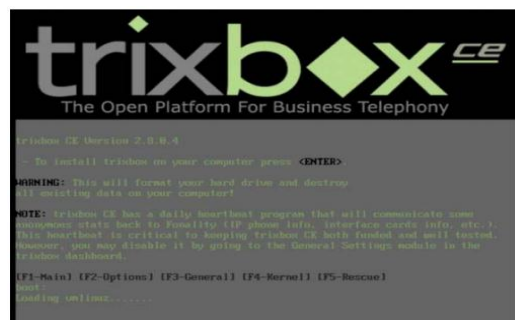 trixbox CE
The Open Platform For Business Telephony
trixbox CE Version 2.8.0.4
- To install trixbox on your computer press <ENTER>
WARNING: This will format your hard drive and destroy
all existing data on your computer!
NOTE: trixbox CE has a daily heartbeat program that will communicate some
anonymous stats back to Fonality (IP phone info, interface cards info, etc.).
This heartbeat is critical to keeping trixbox CE both funded and well tested.
However, you may disable it by going to the General Settings module in the
trixbox dashboard.
[F1-Main] [F2-Options] [F3-General] [F4-Kernel] [F5-Rescue]
boot:
Loading vmlinuz.......